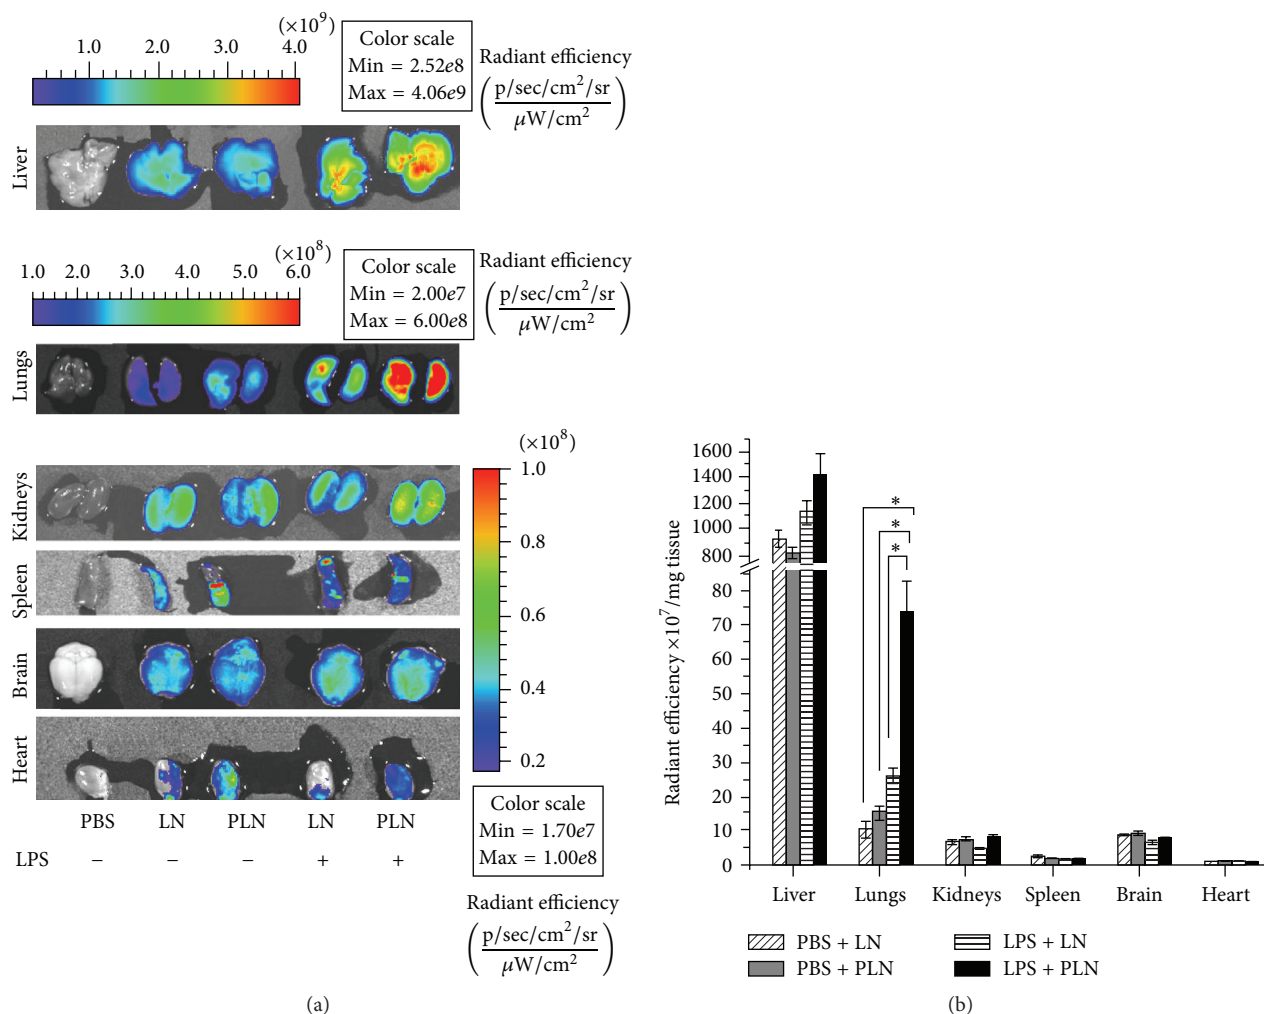 (×10⁹)
1.0 2.0 3.0 4.0
Color scale
Min = 2.52e8
Max = 4.06e9
Radiant efficiency
(p/sec/cm²/sr / μW/cm²)
Liver
(×10⁸)
1.0 2.0 3.0 4.0 5.0 6.0
Color scale
Min = 2.00e7
Max = 6.00e8
Radiant efficiency
(p/sec/cm²/sr / μW/cm²)
Lungs
Kidneys
Spleen
Brain
Heart
(×10⁸)
1.0
0.8
0.6
0.4
0.2
PBS LN PLN LN PLN
LPS − − − + +
Color scale
Min = 1.70e7
Max = 1.00e8
Radiant efficiency
(p/sec/cm²/sr / μW/cm²)
(a)
Radiant efficiency ×10⁷/mg tissue
1600
1400
1200
1000
800
80
70
60
50
40
30
20
10
0
*
*
*
Liver Lungs Kidneys Spleen Brain Heart
PBS + LN LPS + LN
PBS + PLN LPS + PLN
(b)